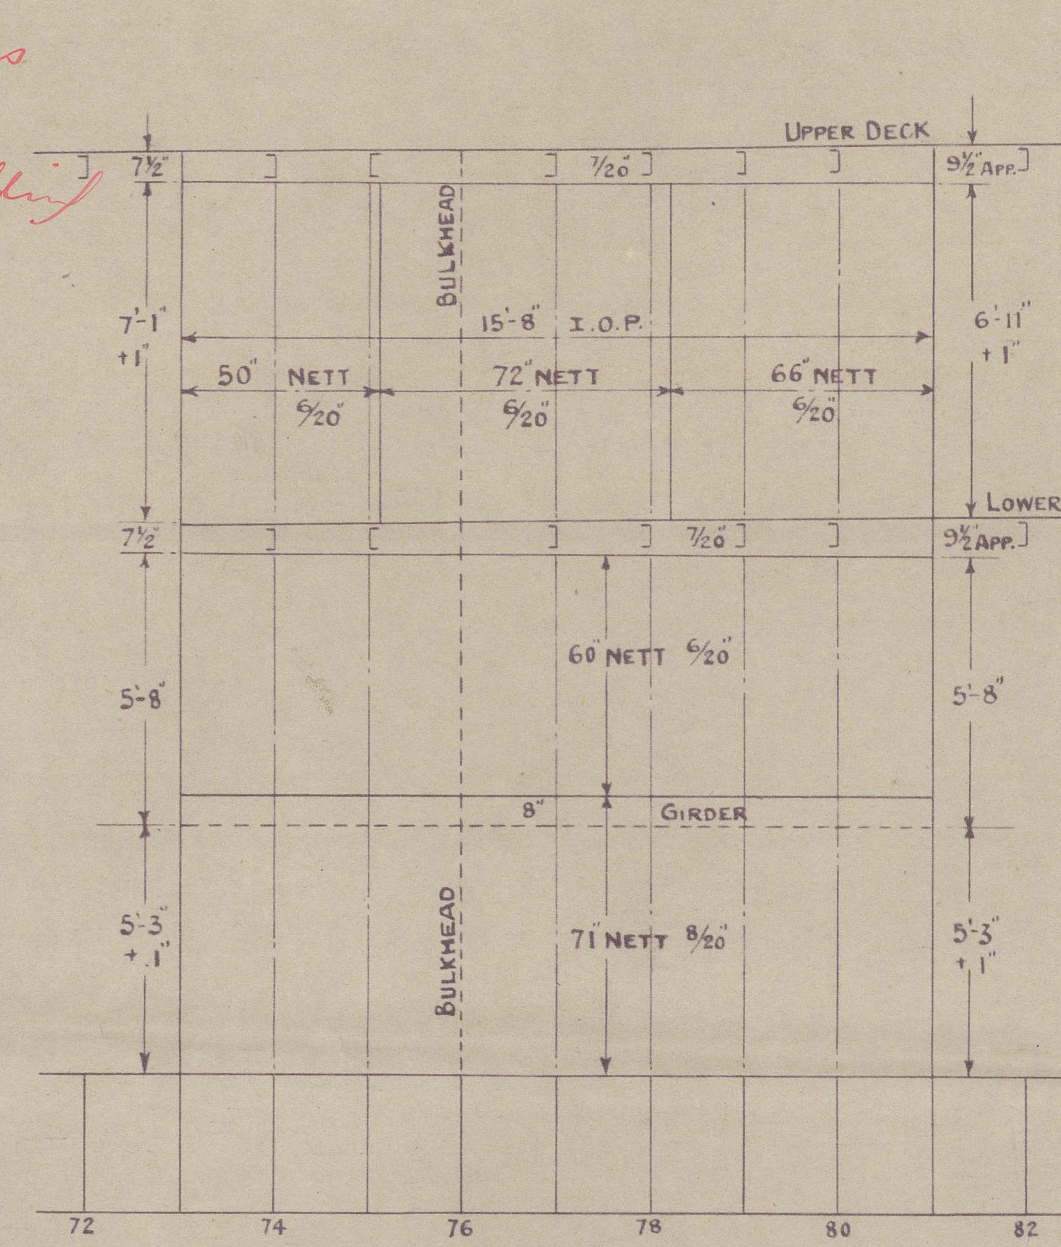 UPPER DECK
7½"
7/20"
9½" APP.
BULKHEAD
7'-1"
+1"
15'-8" I.O.P.
6'-11"
+1"
50" NETT
6/20"
72" NETT
6/20"
66" NETT
6/20"
LOWER
7½"
7/20"
9½" APP.
60" NETT 6/20"
5'-8"
5'-8"
8"
GIRDER
BULKHEAD
5'-3"
+1"
71" NETT 8/20"
5'-3"
+1"
72 74 76 78 80 82